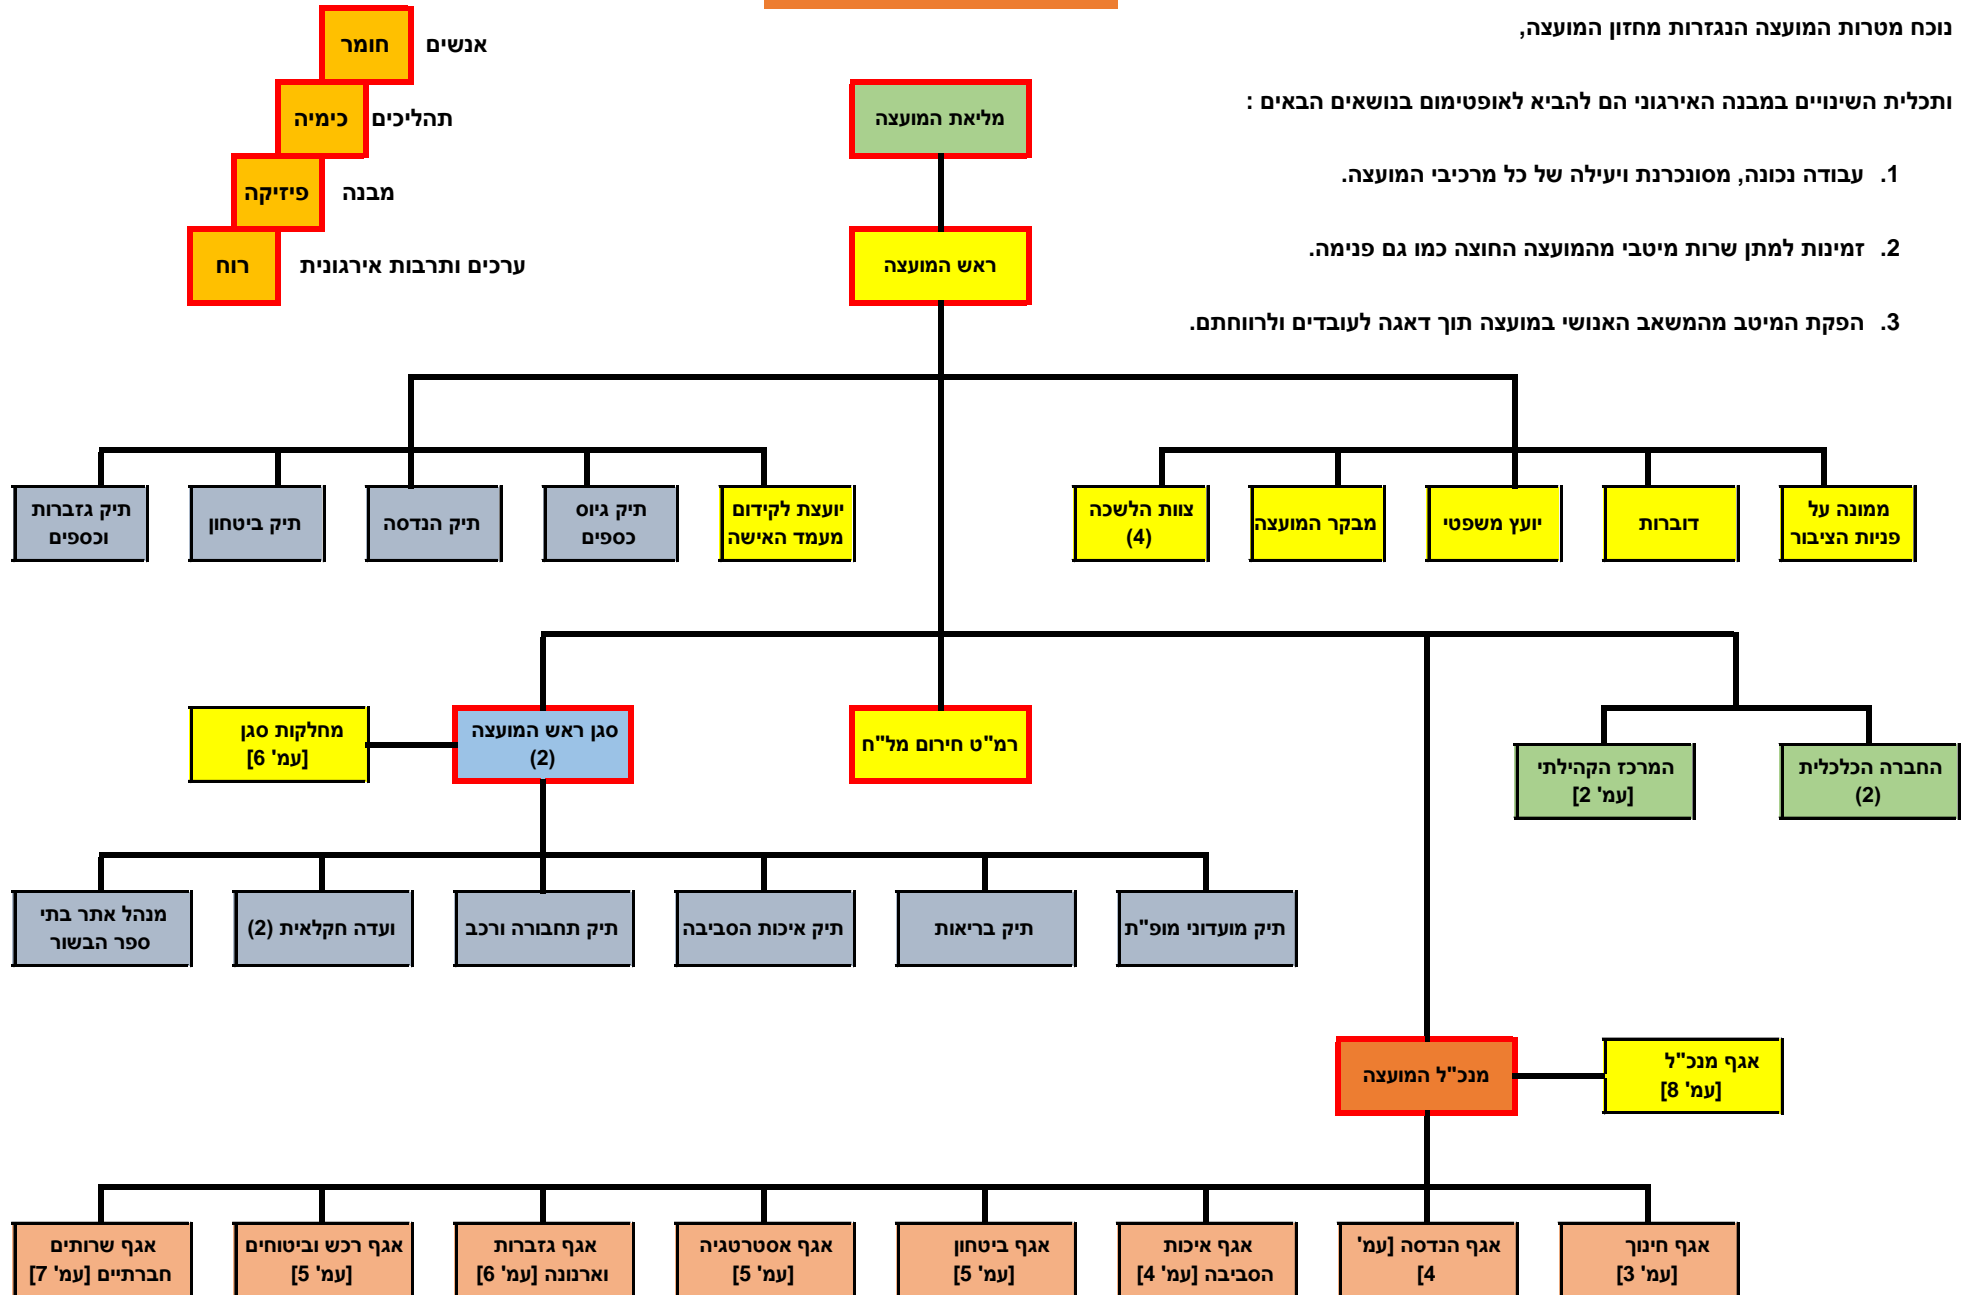 נוכח מטרות המועצה הנגזרות מחזון המועצה,
ותכלית השינויים במבנה האירגוני הם להביא לאופטימום בנושאים הבאים :
1. עבודה נכונה, מסונכרנת ויעילה של כל מרכיבי המועצה.
2. זמינות למתן שרות מיטבי מהמועצה החוצה כמו גם פנימה.
3. הפקת המיטב מהמשאב האנושי במועצה תוך דאגה לעובדים ולרווחתם.
אנשים
חומר
תהליכים
כימיה
מבנה
פיזיקה
ערכים ותרבות אירגונית
רוח
מליאת המועצה
ראש המועצה
ממונה על
פניות הציבור
דוברות
יועץ משפטי
מבקר המועצה
צוות הלשכה
(4)
יועצת לקידום
מעמד האישה
תיק גיוס
כספים
תיק הנדסה
תיק ביטחון
תיק גזברות
וכספים
החברה הכלכלית
(2)
המרכז הקהילתי
[עמ' 2]
רמ"ט חירום מל"ח
סגן ראש המועצה
(2)
מחלקות סגן
[עמ' 6]
תיק מועדוני מופ"ת
תיק בריאות
תיק איכות הסביבה
תיק תחבורה ורכב
ועדה חקלאית (2)
מנהל אתר בתי
ספר הבשור
אגף מנכ"ל
[עמ' 8]
מנכ"ל המועצה
אגף חינוך
[עמ' 3]
אגף הנדסה [עמ'
4]
אגף איכות
הסביבה [עמ' 4]
אגף ביטחון
[עמ' 5]
אגף אסטרטגיה
[עמ' 5]
אגף גזברות
וארנונה [עמ' 6]
אגף רכש וביטוחים
[עמ' 5]
אגף שרותים
חברתיים [עמ' 7]